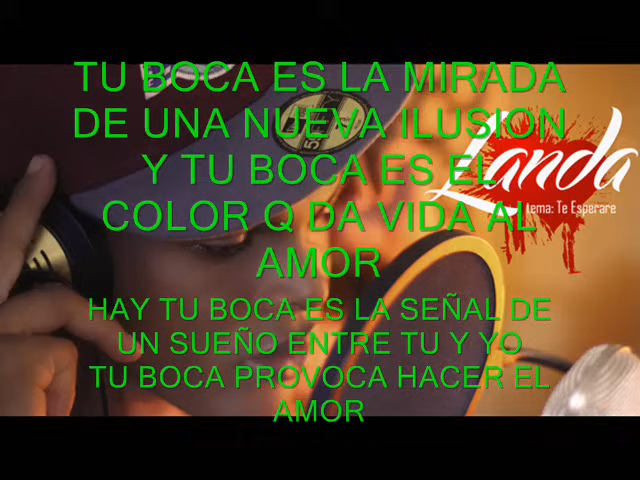 TU BOCA ES LA MIRADA
DE UNA NUEVA ILUSION
Y TU BOCA ES EL
COLOR Q DA VIDA AL
AMOR
Landa
tema: Te Esperare
HAY TU BOCA ES LA SEÑAL DE
UN SUEÑO ENTRE TU Y YO
TU BOCA PROVOCA HACER EL
AMOR